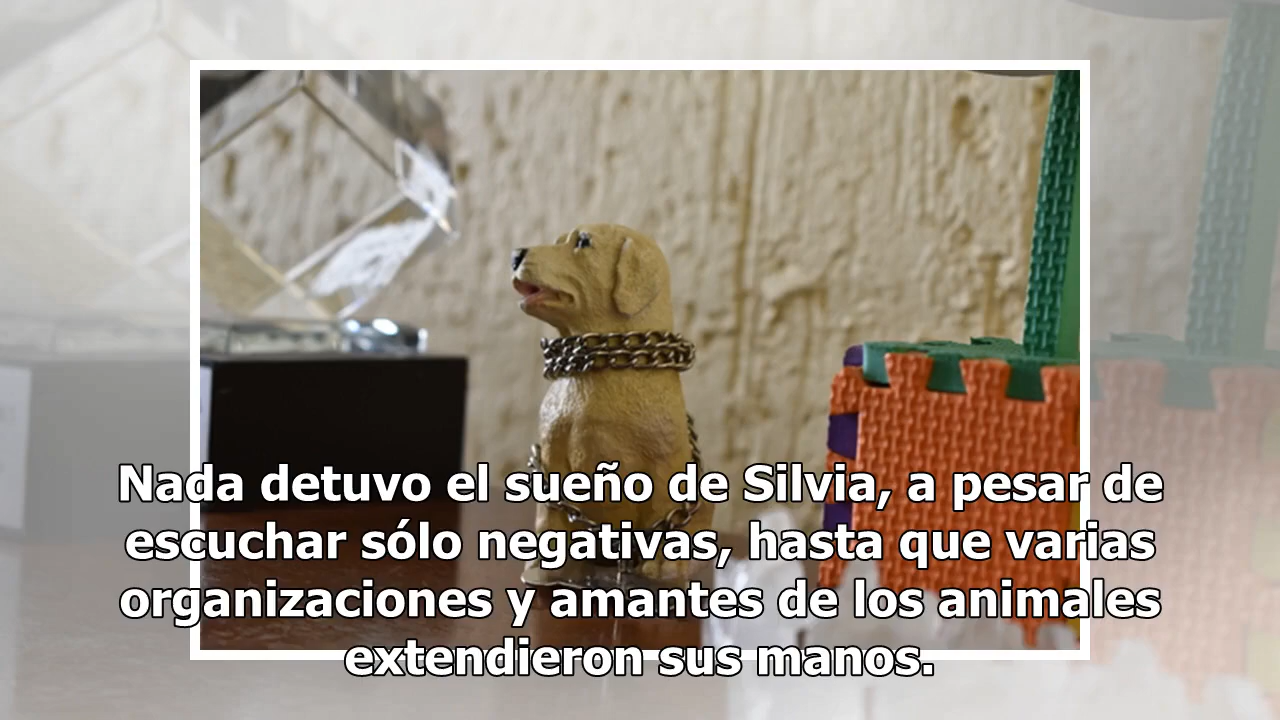 Nada detuvo el sueño de Silvia, a pesar de
escuchar sólo negativas, hasta que varias
organizaciones y amantes de los animales
extendieron sus manos.